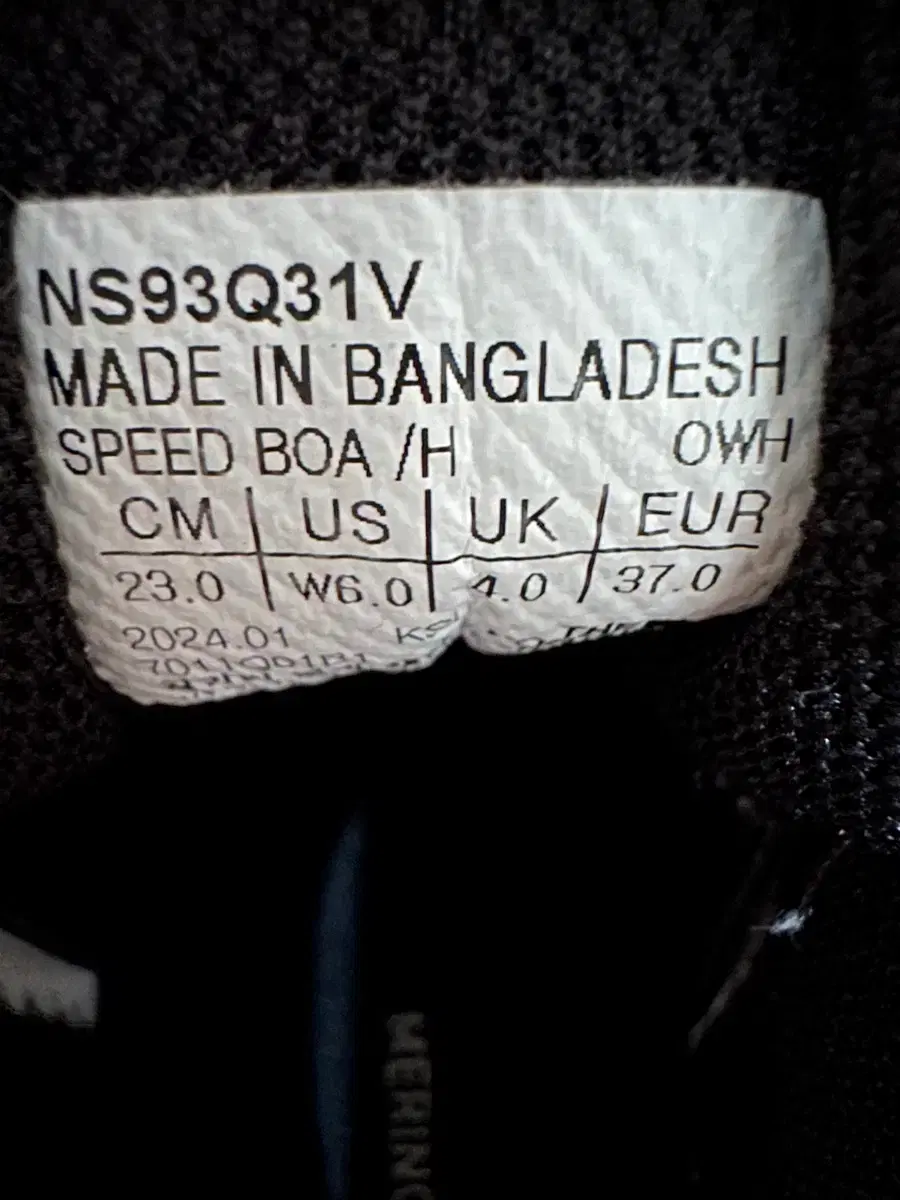 NS93Q31V
MADE IN BANGLADESH
SPEED BOA /H OWH
CM US UK EUR
23.0 W6.0 4.0 37.0
2024.01
MERINO